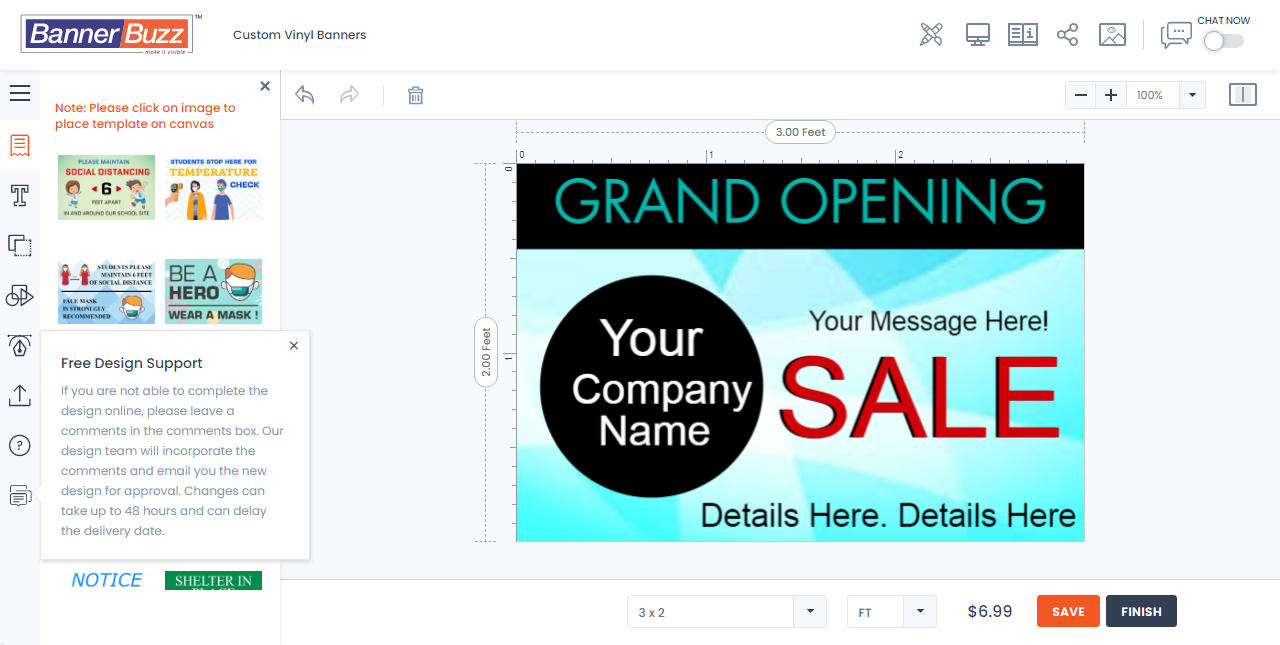 BannerBuzz™
make it visible
Custom Vinyl Banners
CHAT NOW
Note: Please click on image to
place template on canvas
PLEASE MAINTAIN
SOCIAL DISTANCING
6
FEET APART
IN AND AROUND OUR SCHOOL SITE
STUDENTS STOP HERE FOR
TEMPERATURE
CHECK
STUDENTS PLEASE
MAINTAIN 6 FEET
OF SOCIAL DISTANCE
FACE MASK
IS STRONLGLY
RECOMMENDED
BE A
HERO
WEAR A MASK !
Free Design Support
If you are not able to complete the
design online, please leave a
comments in the comments box. Our
design team will incorporate the
comments and email you the new
design for approval. Changes can
take up to 48 hours and can delay
the delivery date.
NOTICE
SHELTER IN
PLACE
100%
3.00 Feet
0
1
2
0
1
2.00 Feet
GRAND OPENING
Your
Company
Name
Your Message Here!
SALE
Details Here. Details Here
3 x 2
FT
$6.99
SAVE
FINISH